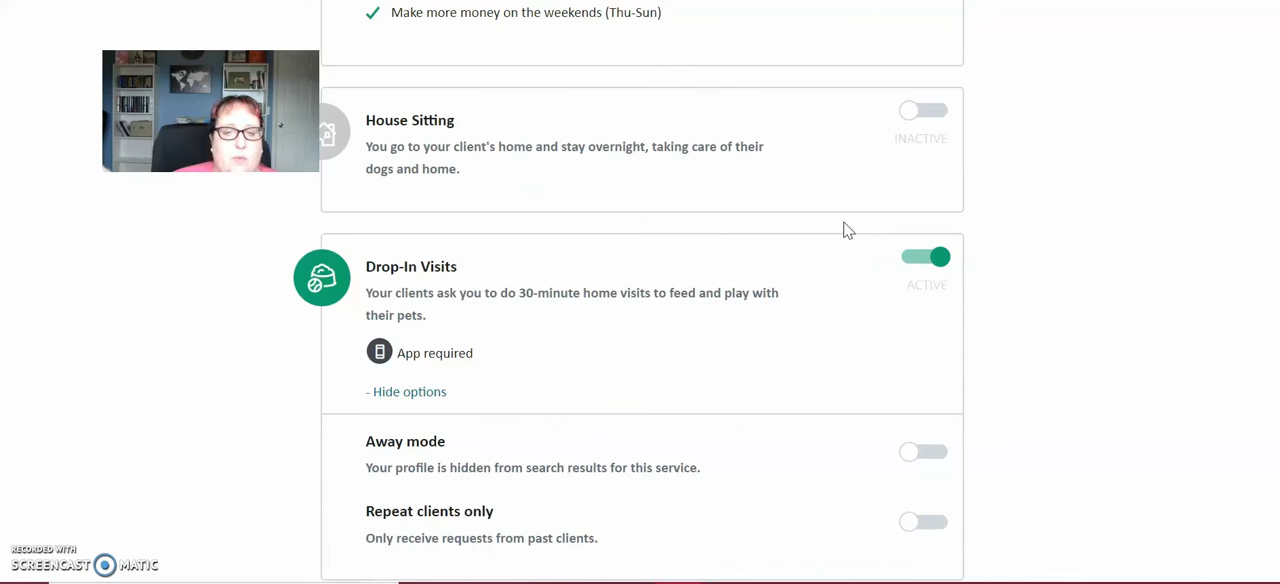 Make more money on the weekends (Thu-Sun)
House Sitting
INACTIVE
You go to your client's home and stay overnight, taking care of their
dogs and home.
Drop-In Visits
ACTIVE
Your clients ask you to do 30-minute home visits to feed and play with
their pets.
App required
- Hide options
Away mode
Your profile is hidden from search results for this service.
Repeat clients only
Only receive requests from past clients.
RECORDED WITH
SCREENCAST MATIC